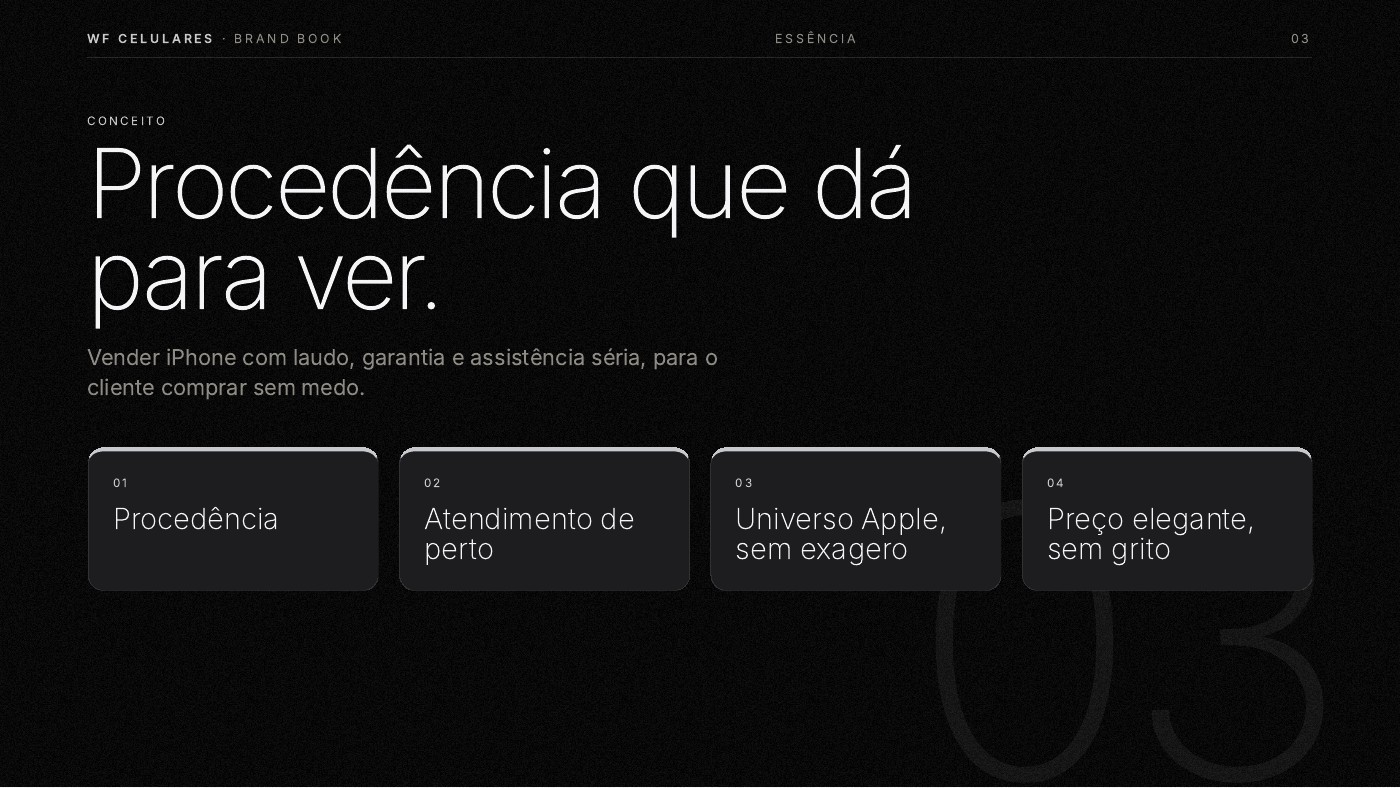 WF CELULARES · BRAND BOOK
ESSÊNCIA
03
CONCEITO
Procedência que dá
para ver.
Vender iPhone com laudo, garantia e assistência séria, para o
cliente comprar sem medo.
01
Procedência
02
Atendimento de
perto
03
Universo Apple,
sem exagero
04
Preço elegante,
sem grito
03